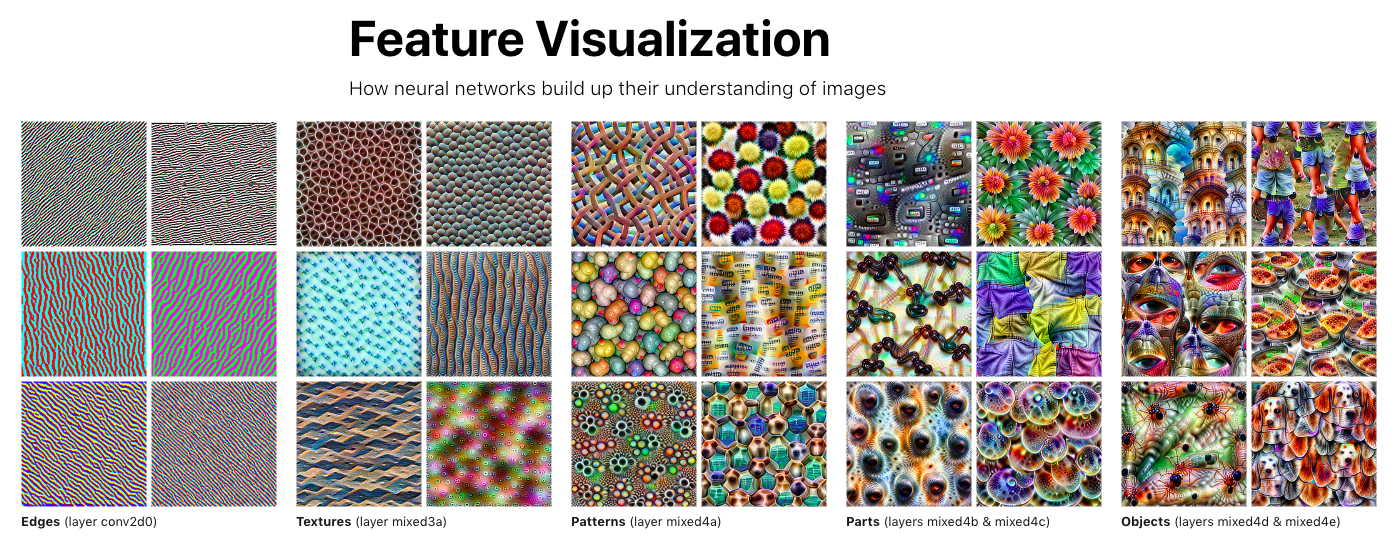 Feature Visualization
How neural networks build up their understanding of images
Edges (layer conv2d0)
Textures (layer mixed3a)
Patterns (layer mixed4a)
Parts (layers mixed4b & mixed4c)
Objects (layers mixed4d & mixed4e)